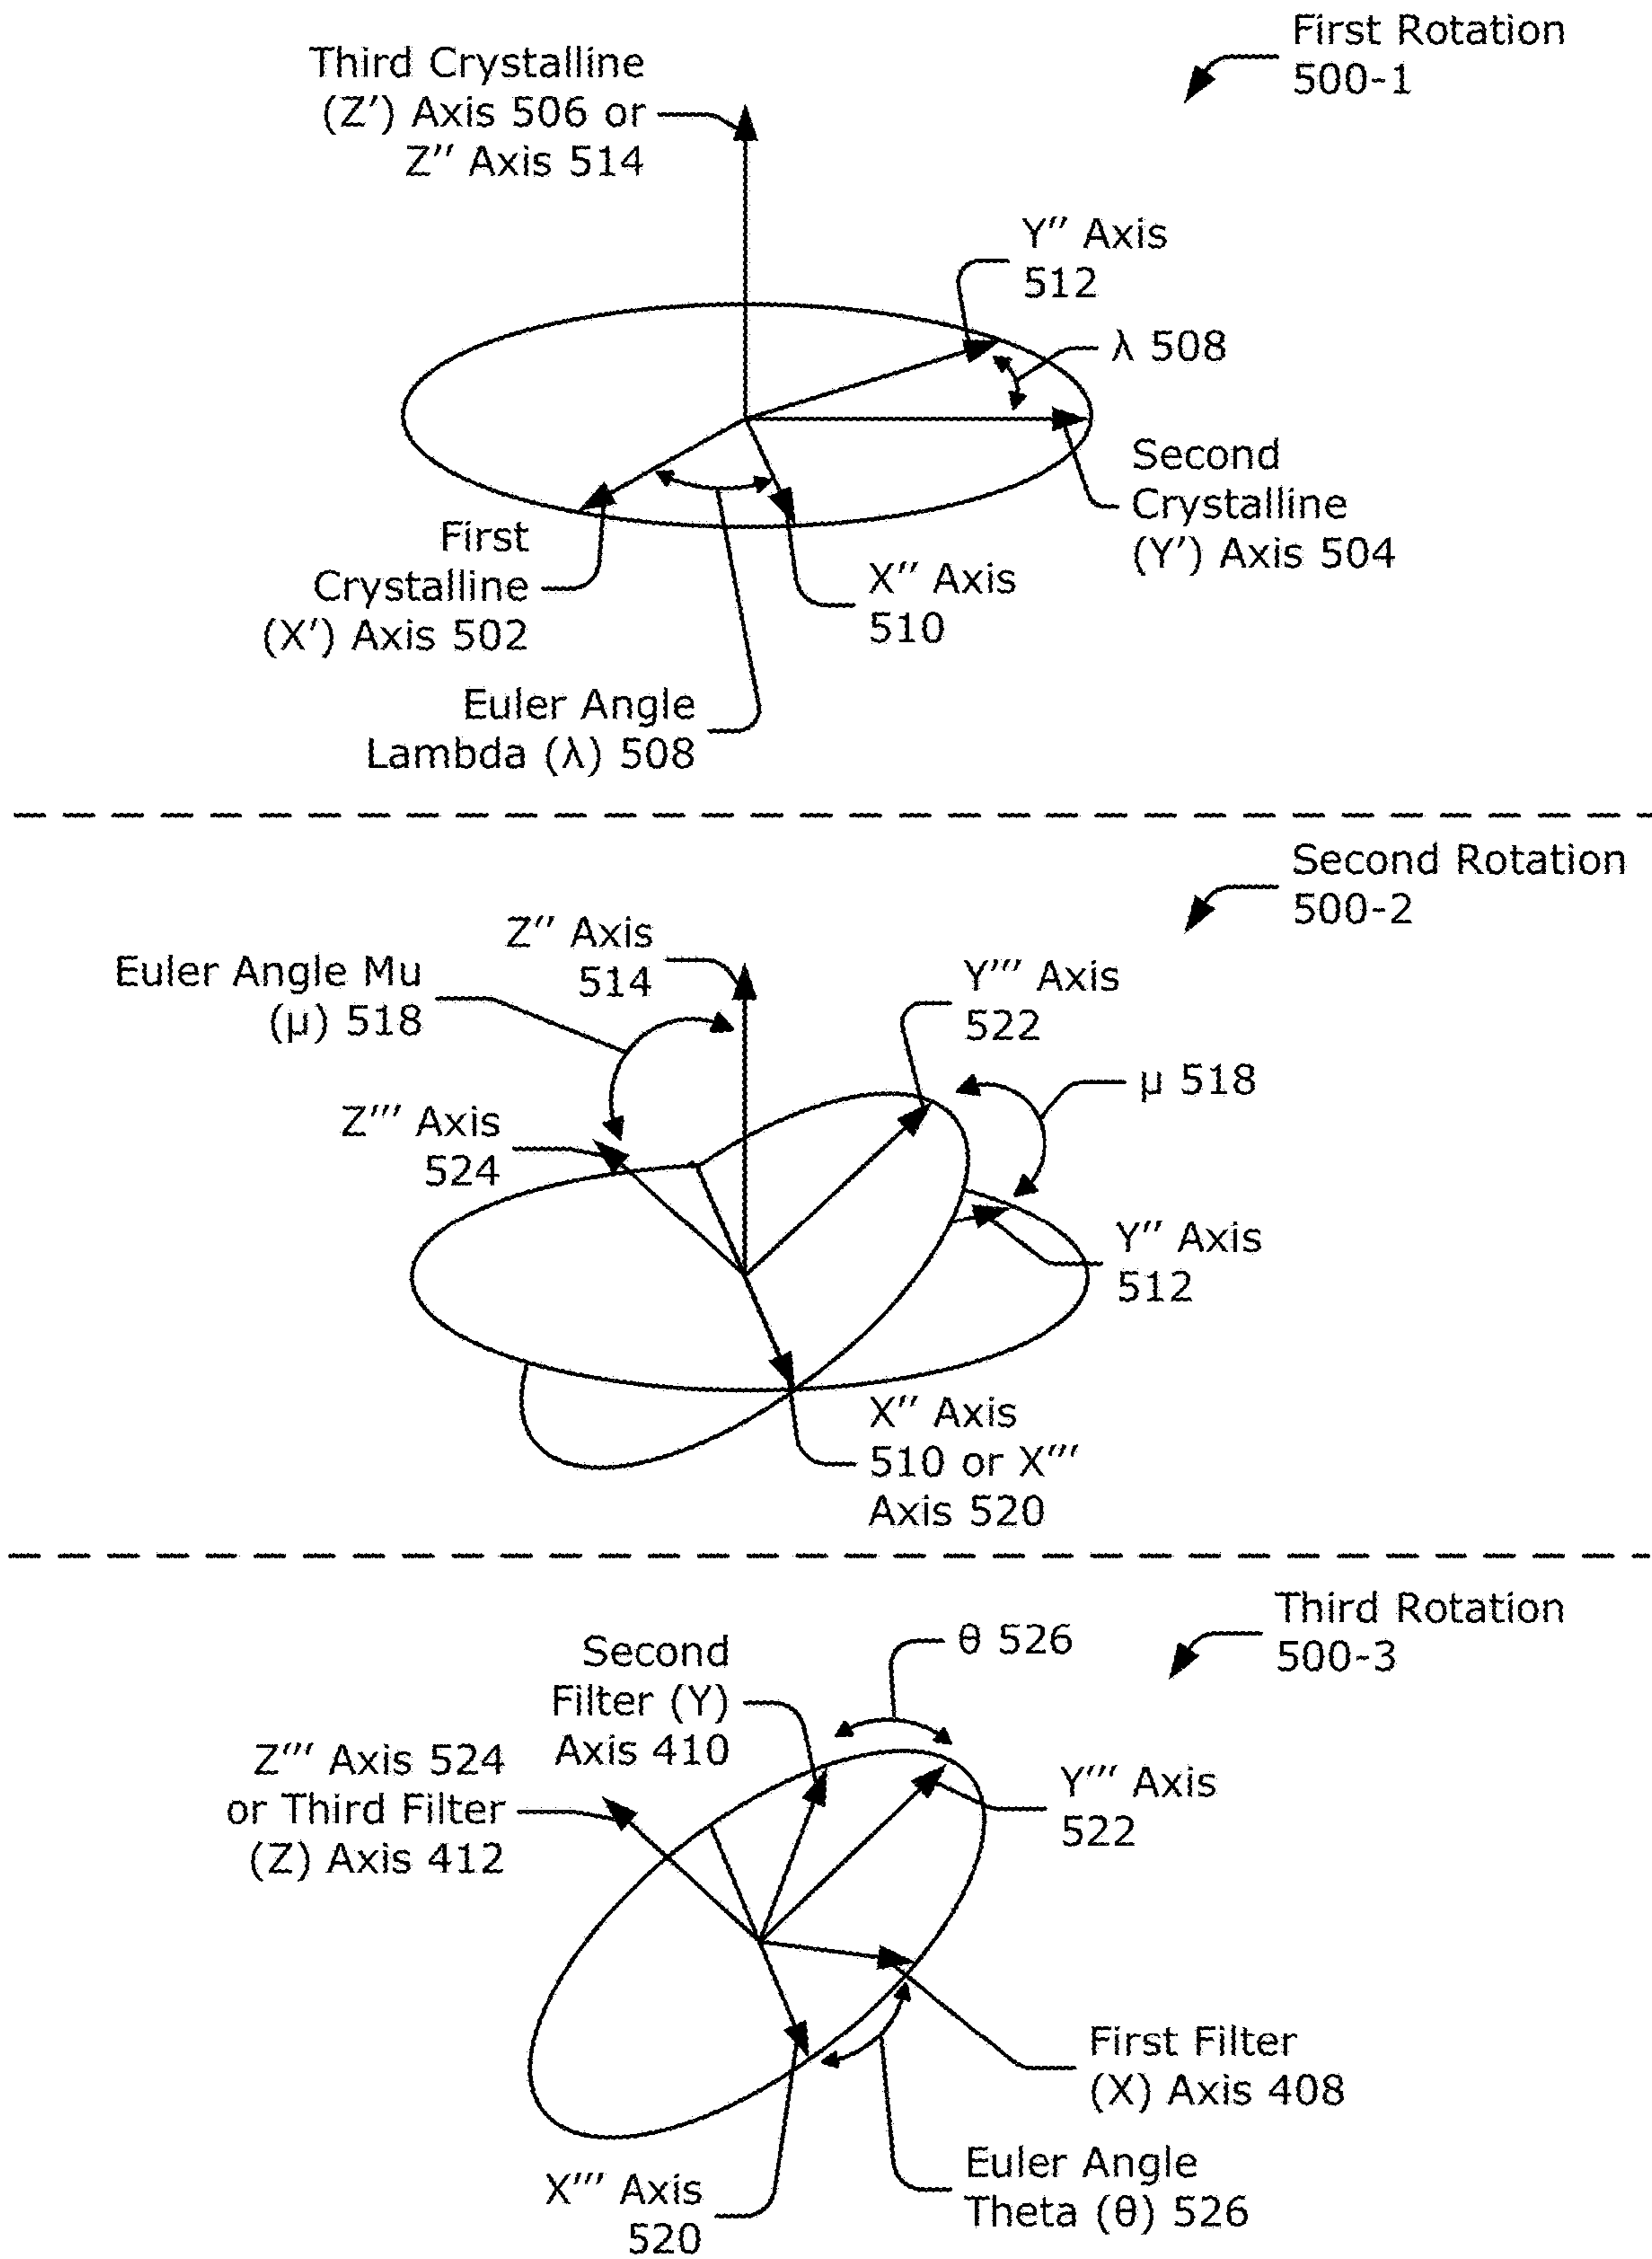 First Rotation
500-1
Third Crystalline
(Z′) Axis 506 or
Z″ Axis 514
Y″ Axis
512
λ 508
Second
Crystalline
(Y′) Axis 504
First
Crystalline
(X′) Axis 502
X″ Axis
510
Euler Angle
Lambda (λ) 508
Second Rotation
500-2
Z″ Axis
514
Euler Angle Mu
(μ) 518
Y‴ Axis
522
μ 518
Z‴ Axis
524
Y″ Axis
512
X″ Axis
510 or X‴
Axis 520
Third Rotation
500-3
θ 526
Second
Filter (Y)
Axis 410
Z‴ Axis 524
or Third Filter
(Z) Axis 412
Y‴ Axis
522
First Filter
(X) Axis 408
Euler Angle
Theta (θ) 526
X‴ Axis
520